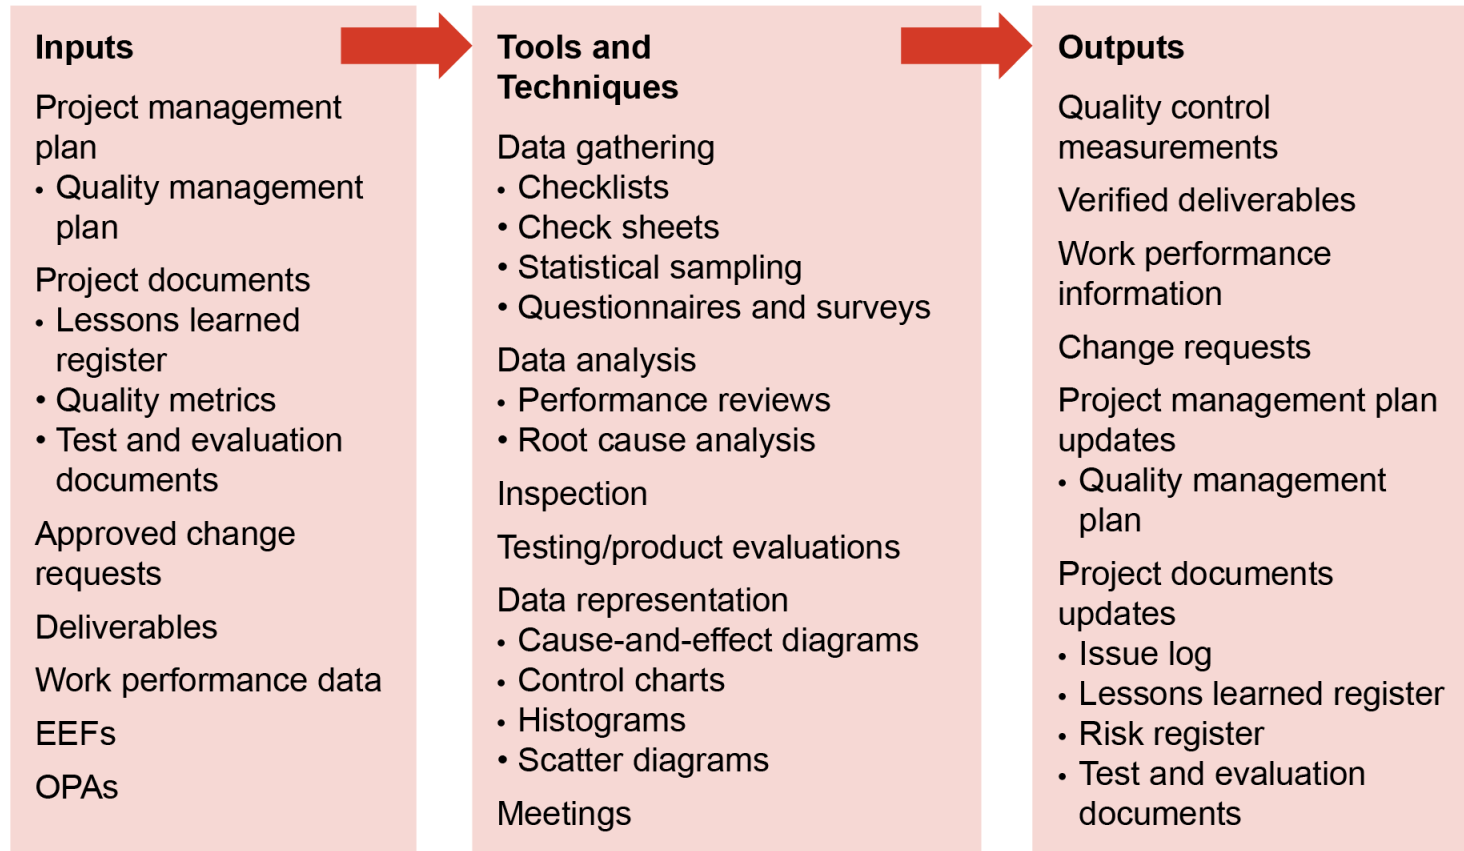 Inputs
Project management
plan
• Quality management
plan
Project documents
• Lessons learned
register
• Quality metrics
• Test and evaluation
documents
Approved change
requests
Deliverables
Work performance data
EEFs
OPAs
Tools and
Techniques
Data gathering
• Checklists
• Check sheets
• Statistical sampling
• Questionnaires and surveys
Data analysis
• Performance reviews
• Root cause analysis
Inspection
Testing/product evaluations
Data representation
• Cause-and-effect diagrams
• Control charts
• Histograms
• Scatter diagrams
Meetings
Outputs
Quality control
measurements
Verified deliverables
Work performance
information
Change requests
Project management plan
updates
• Quality management
plan
Project documents
updates
• Issue log
• Lessons learned register
• Risk register
• Test and evaluation
documents